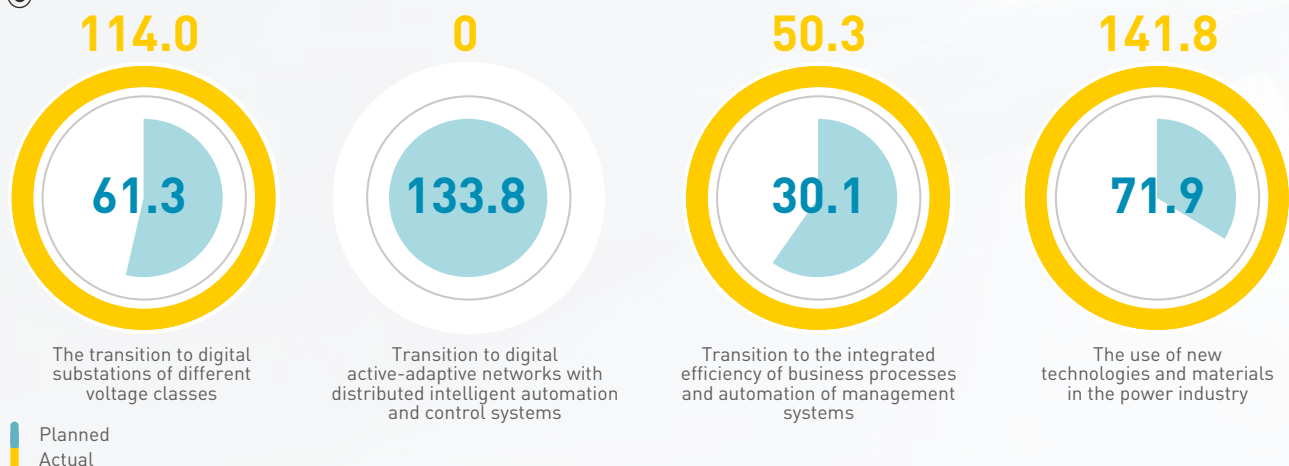 114.0
61.3
The transition to digital
substations of different
voltage classes
0
133.8
Transition to digital
active-adaptive networks with
distributed intelligent automation
and control systems
50.3
30.1
Transition to the integrated
efficiency of business processes
and automation of management
systems
141.8
71.9
The use of new
technologies and materials
in the power industry
Planned
Actual